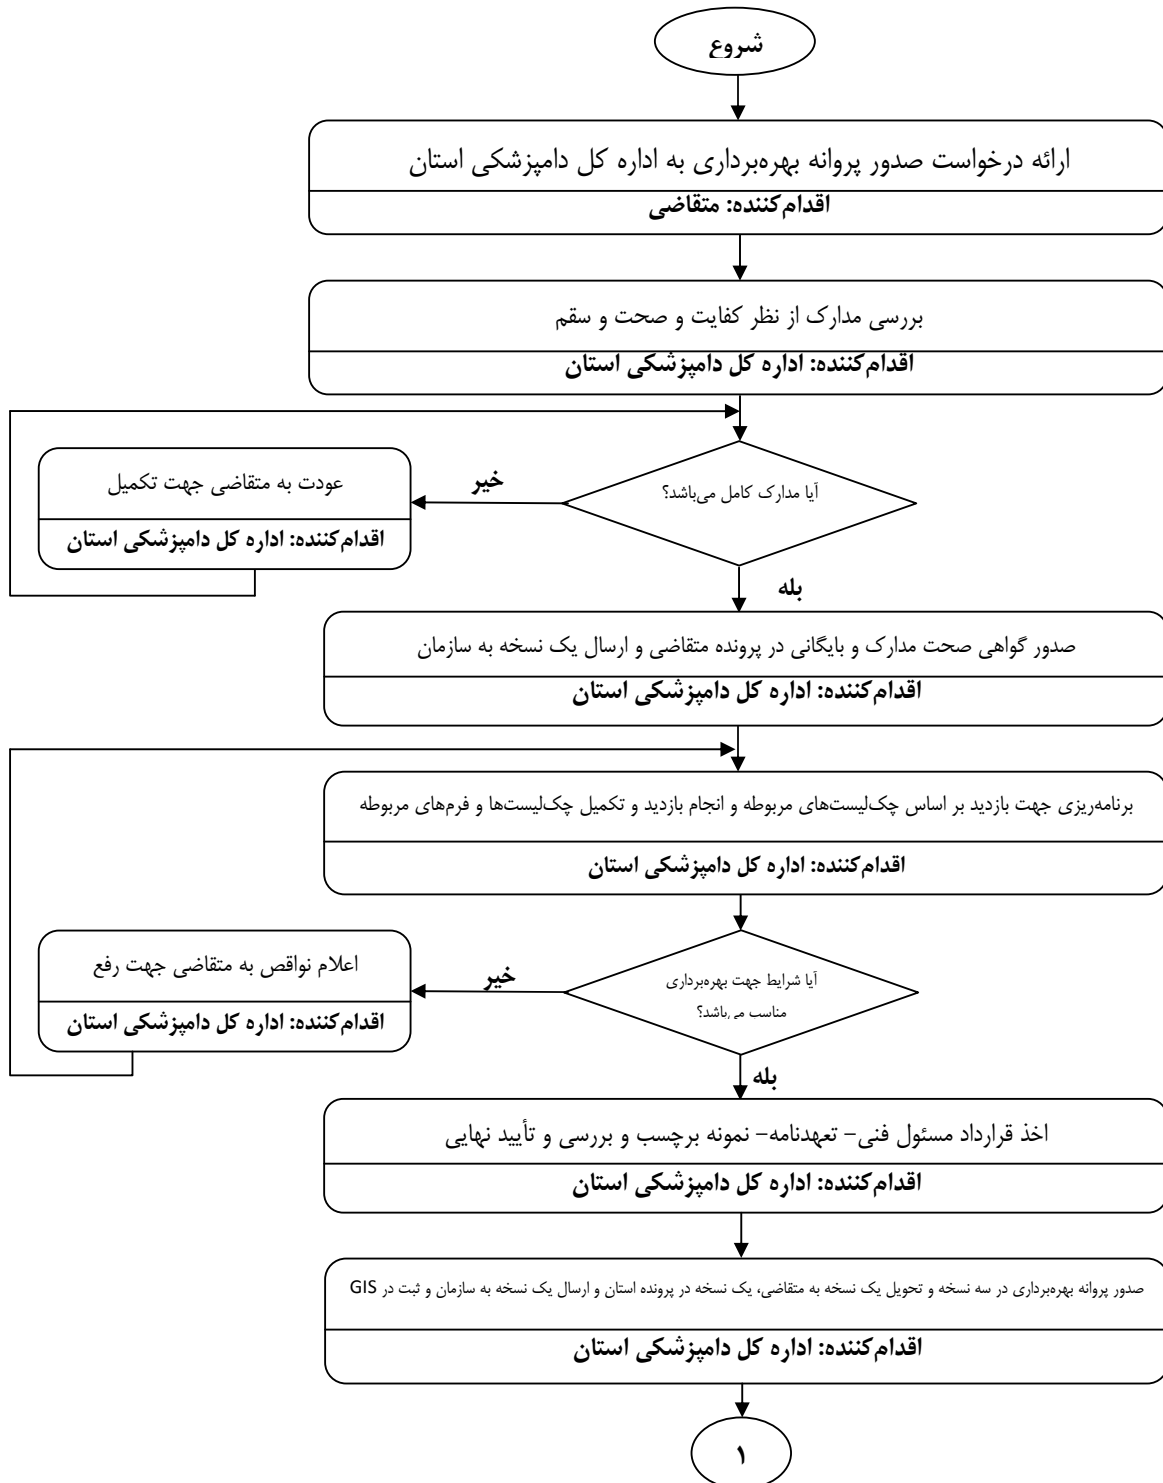 شروع
ارائه درخواست صدور پروانه بهره‌برداری به اداره کل دامپزشکی استان
اقدام‌کننده: متقاضی
بررسی مدارک از نظر کفایت و صحت و سقم
اقدام‌کننده: اداره کل دامپزشکی استان
آیا مدارک کامل می‌باشد؟
خیر
عودت به متقاضی جهت تکمیل
اقدام‌کننده: اداره کل دامپزشکی استان
بله
صدور گواهی صحت مدارک و بایگانی در پرونده متقاضی و ارسال یک نسخه به سازمان
اقدام‌کننده: اداره کل دامپزشکی استان
برنامه‌ریزی جهت بازدید بر اساس چک‌لیست‌های مربوطه و انجام بازدید و تکمیل چک‌لیست‌ها و فرم‌های مربوطه
اقدام‌کننده: اداره کل دامپزشکی استان
آیا شرایط جهت بهره‌برداری
مناسب می‌باشد؟
خیر
اعلام نواقص به متقاضی جهت رفع
اقدام‌کننده: اداره کل دامپزشکی استان
بله
اخذ قرارداد مسئول فنی– تعهدنامه– نمونه برچسب و بررسی و تأیید نهایی
اقدام‌کننده: اداره کل دامپزشکی استان
صدور پروانه بهره‌برداری در سه نسخه و تحویل یک نسخه به متقاضی، یک نسخه در پرونده استان و ارسال یک نسخه به سازمان و ثبت در GIS
اقدام‌کننده: اداره کل دامپزشکی استان
۱